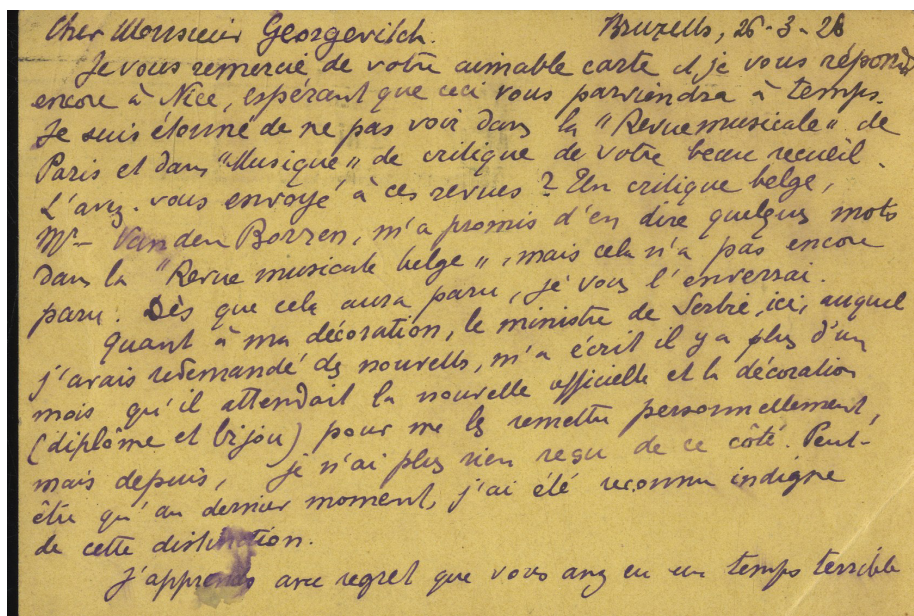 Cher Monsieur Georgevitch. Bruxelles, 26-3-28
Je vous remercie de votre aimable carte et je vous réponds
encore à Nice, espérant que ceci vous parviendra à temps.
Je suis étonné de ne pas voir dans la "Revue musicale" de
Paris et dans "Musique" de critique de votre beau recueil.
L'avez-vous envoyé à ces revues ? Un critique belge,
Mr Van den Borren, m'a promis d'en dire quelques mots
dans la "Revue musicale belge", mais cela n'a pas encore
paru. Dès que cela aura paru, je vous l'enverrai.
Quant à ma décoration, le ministre de Serbie, ici, auquel
j'avais redemandé des nouvelles, m'a écrit il y a plus d'un
mois qu'il attendait la nouvelle officielle et la décoration
(diplôme et bijou) pour me les remettre personnellement,
mais depuis, je n'ai plus rien reçu de ce côté. Peut-
être qu'au dernier moment, j'ai été reconnu indigne
de cette distinction.
J'apprends avec regret que vous avez eu un temps terrible